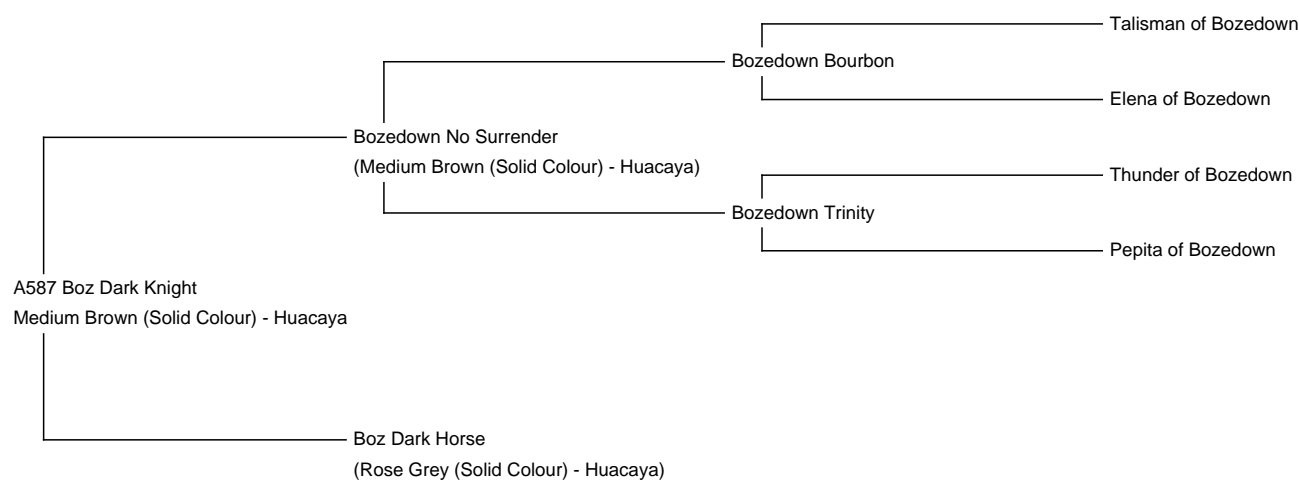 Talisman of Bozedown
Bozedown Bourbon
Elena of Bozedown
Bozedown No Surrender
(Medium Brown (Solid Colour) - Huacaya)
Thunder of Bozedown
Bozedown Trinity
Pepita of Bozedown
A587 Boz Dark Knight
Medium Brown (Solid Colour) - Huacaya
Boz Dark Horse
(Rose Grey (Solid Colour) - Huacaya)